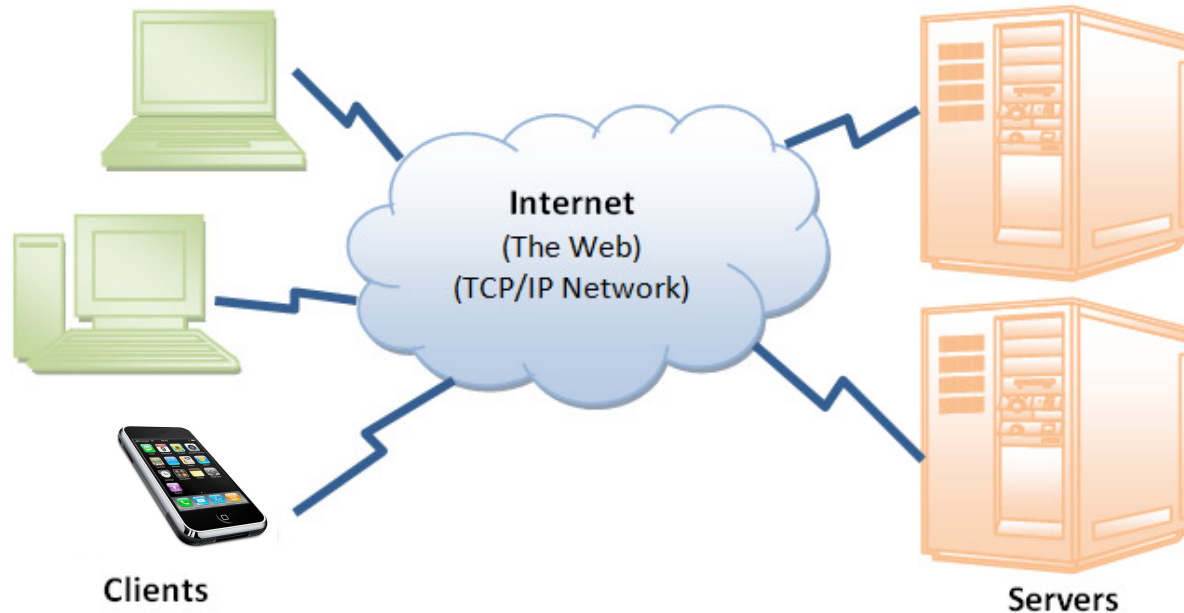 Internet
(The Web)
(TCP/IP Network)
Clients
Servers